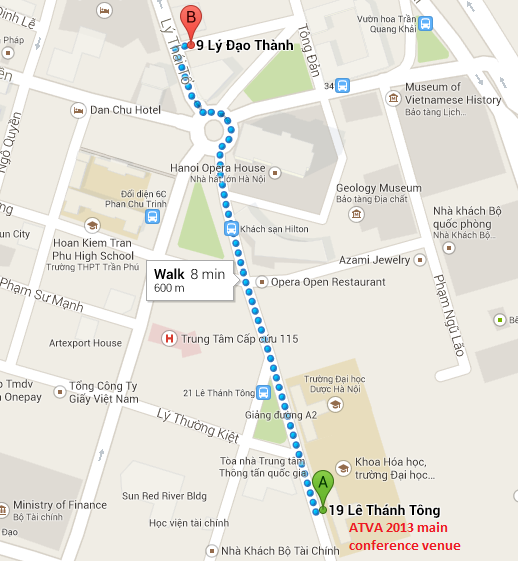 Đinh Lễ
Pháp
Ngô Quyền
Dan Chu Hotel
Lý Thái Tổ
B
9 Lý Đạo Thành
Tông Đản
Vườn hoa Trần
Quang Khải
34
Museum of
Vietnamese History
Bảo tàng Lịch...
Hanoi Opera House
Nhà hát lớn Hà Nội
Geology Museum
Bảo tàng Địa chất
Đối diện 6C
Phan Chu Trinh
Khách sạn Hilton
Nhà khách Bộ
quốc phòng
Nhà Khách Bộ...
un City
Hoan Kiem Tran
Phu High School
Trường THPT Trần Phú
Azami Jewelry
Walk 8 min
600 m
Opera Open Restaurant
Phạm Sư Mạnh
Phạm Ngũ Lão
Bế
Artexport House
H
Trung Tâm Cấp cứu 115
p Tmdv
n Onepay
Tổng Công Ty
Giấy Việt Nam
21 Lê Thánh Tông
Trường Đại học
Dược Hà Nội
Giảng đường A2
Lý Thường Kiệt
Tòa nhà Trung tâm
Thông tấn quốc gia
Khoa Hóa học,
trường Đại học...
Sun Red River Bldg
A
19 Lê Thánh Tông
Ministry of Finance
Bộ Tài chính
Đạo
Học viện tài chính
ATVA 2013 main
conference venue
Nhà Khách Bộ Tài Chính